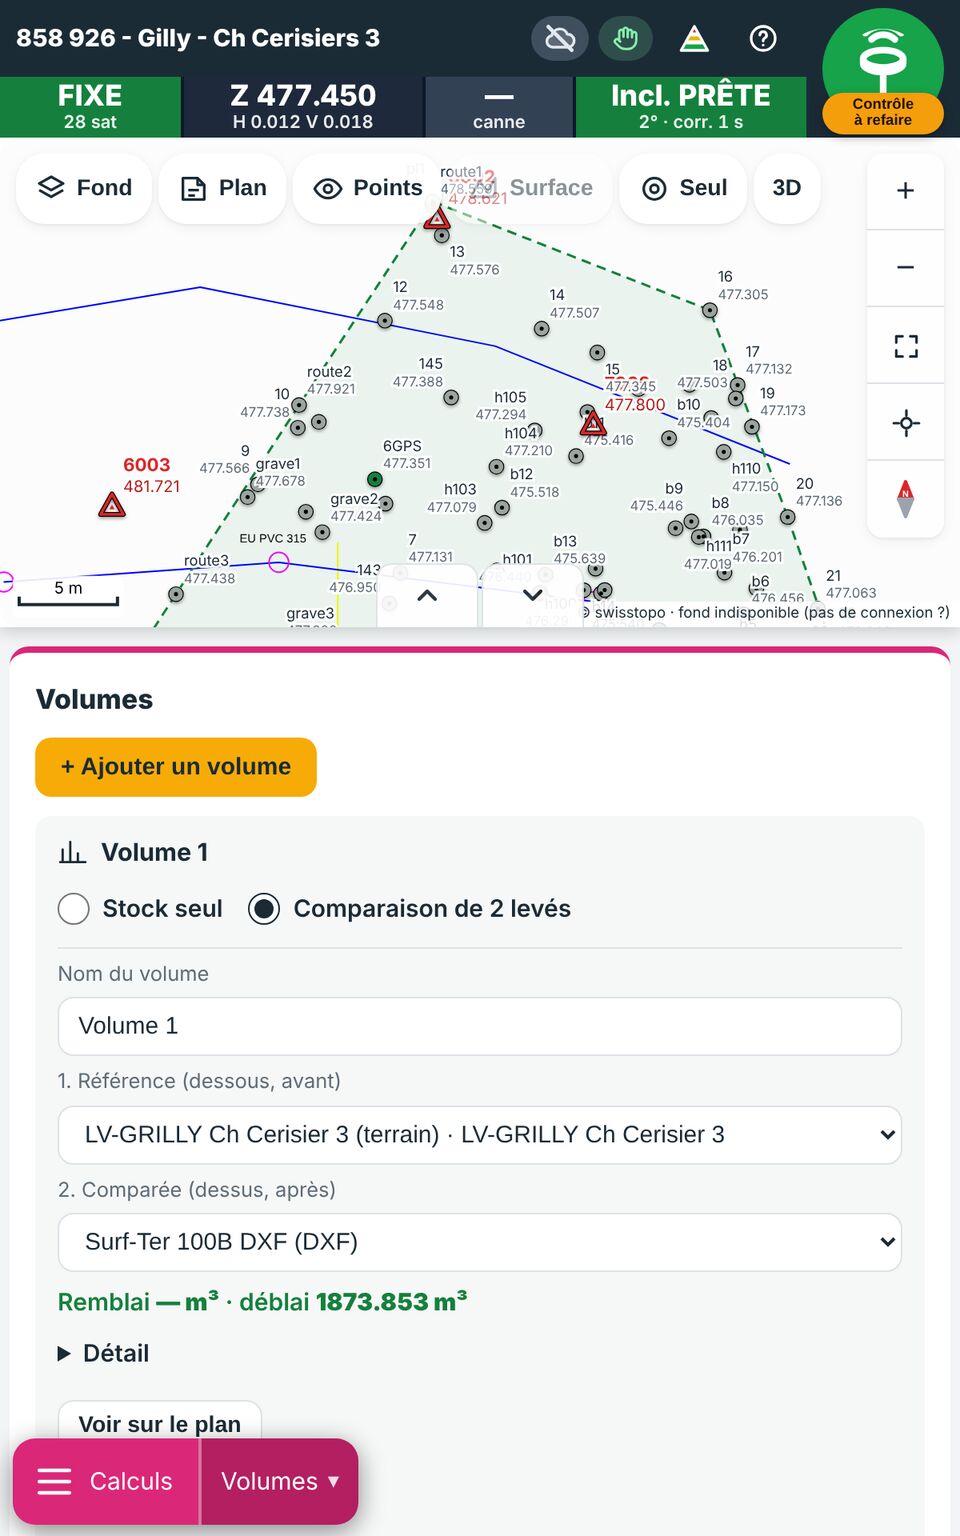 858 926 - Gilly - Ch Cerisiers 3
FIXE
28 sat
Z 477.450
H 0.012 V 0.018
—
canne
Incl. PRÊTE
2° · corr. 1 s
Contrôle
à refaire
Fond
Plan
Points
Surface
Seul
3D
route1
478.621
13
477.576
12
477.548
14
477.507
16
477.305
145
477.388
route2
477.921
10
477.738
15
477.345
477.800
475.416
18
477.503
17
477.132
19
477.173
b10
475.404
h105
477.294
h104
477.210
6003
481.721
9
477.566
grave1
477.678
6GPS
477.351
b12
475.518
h103
477.079
grave2
477.424
h110
477.150
20
477.136
b9
475.446
b8
476.035
EU PVC 315
7
477.131
b13
475.639
h111
477.019
b7
476.201
route3
477.438
143
476.950
h101
b6
476.456
21
477.063
grave3
5 m
N
© swisstopo · fond indisponible (pas de connexion ?)
Volumes
+ Ajouter un volume
Volume 1
Stock seul
Comparaison de 2 levés
Nom du volume
Volume 1
1. Référence (dessous, avant)
LV-GRILLY Ch Cerisier 3 (terrain) · LV-GRILLY Ch Cerisier 3
2. Comparée (dessus, après)
Surf-Ter 100B DXF (DXF)
Remblai — m³ · déblai 1873.853 m³
Détail
Voir sur le plan
Calculs
Volumes